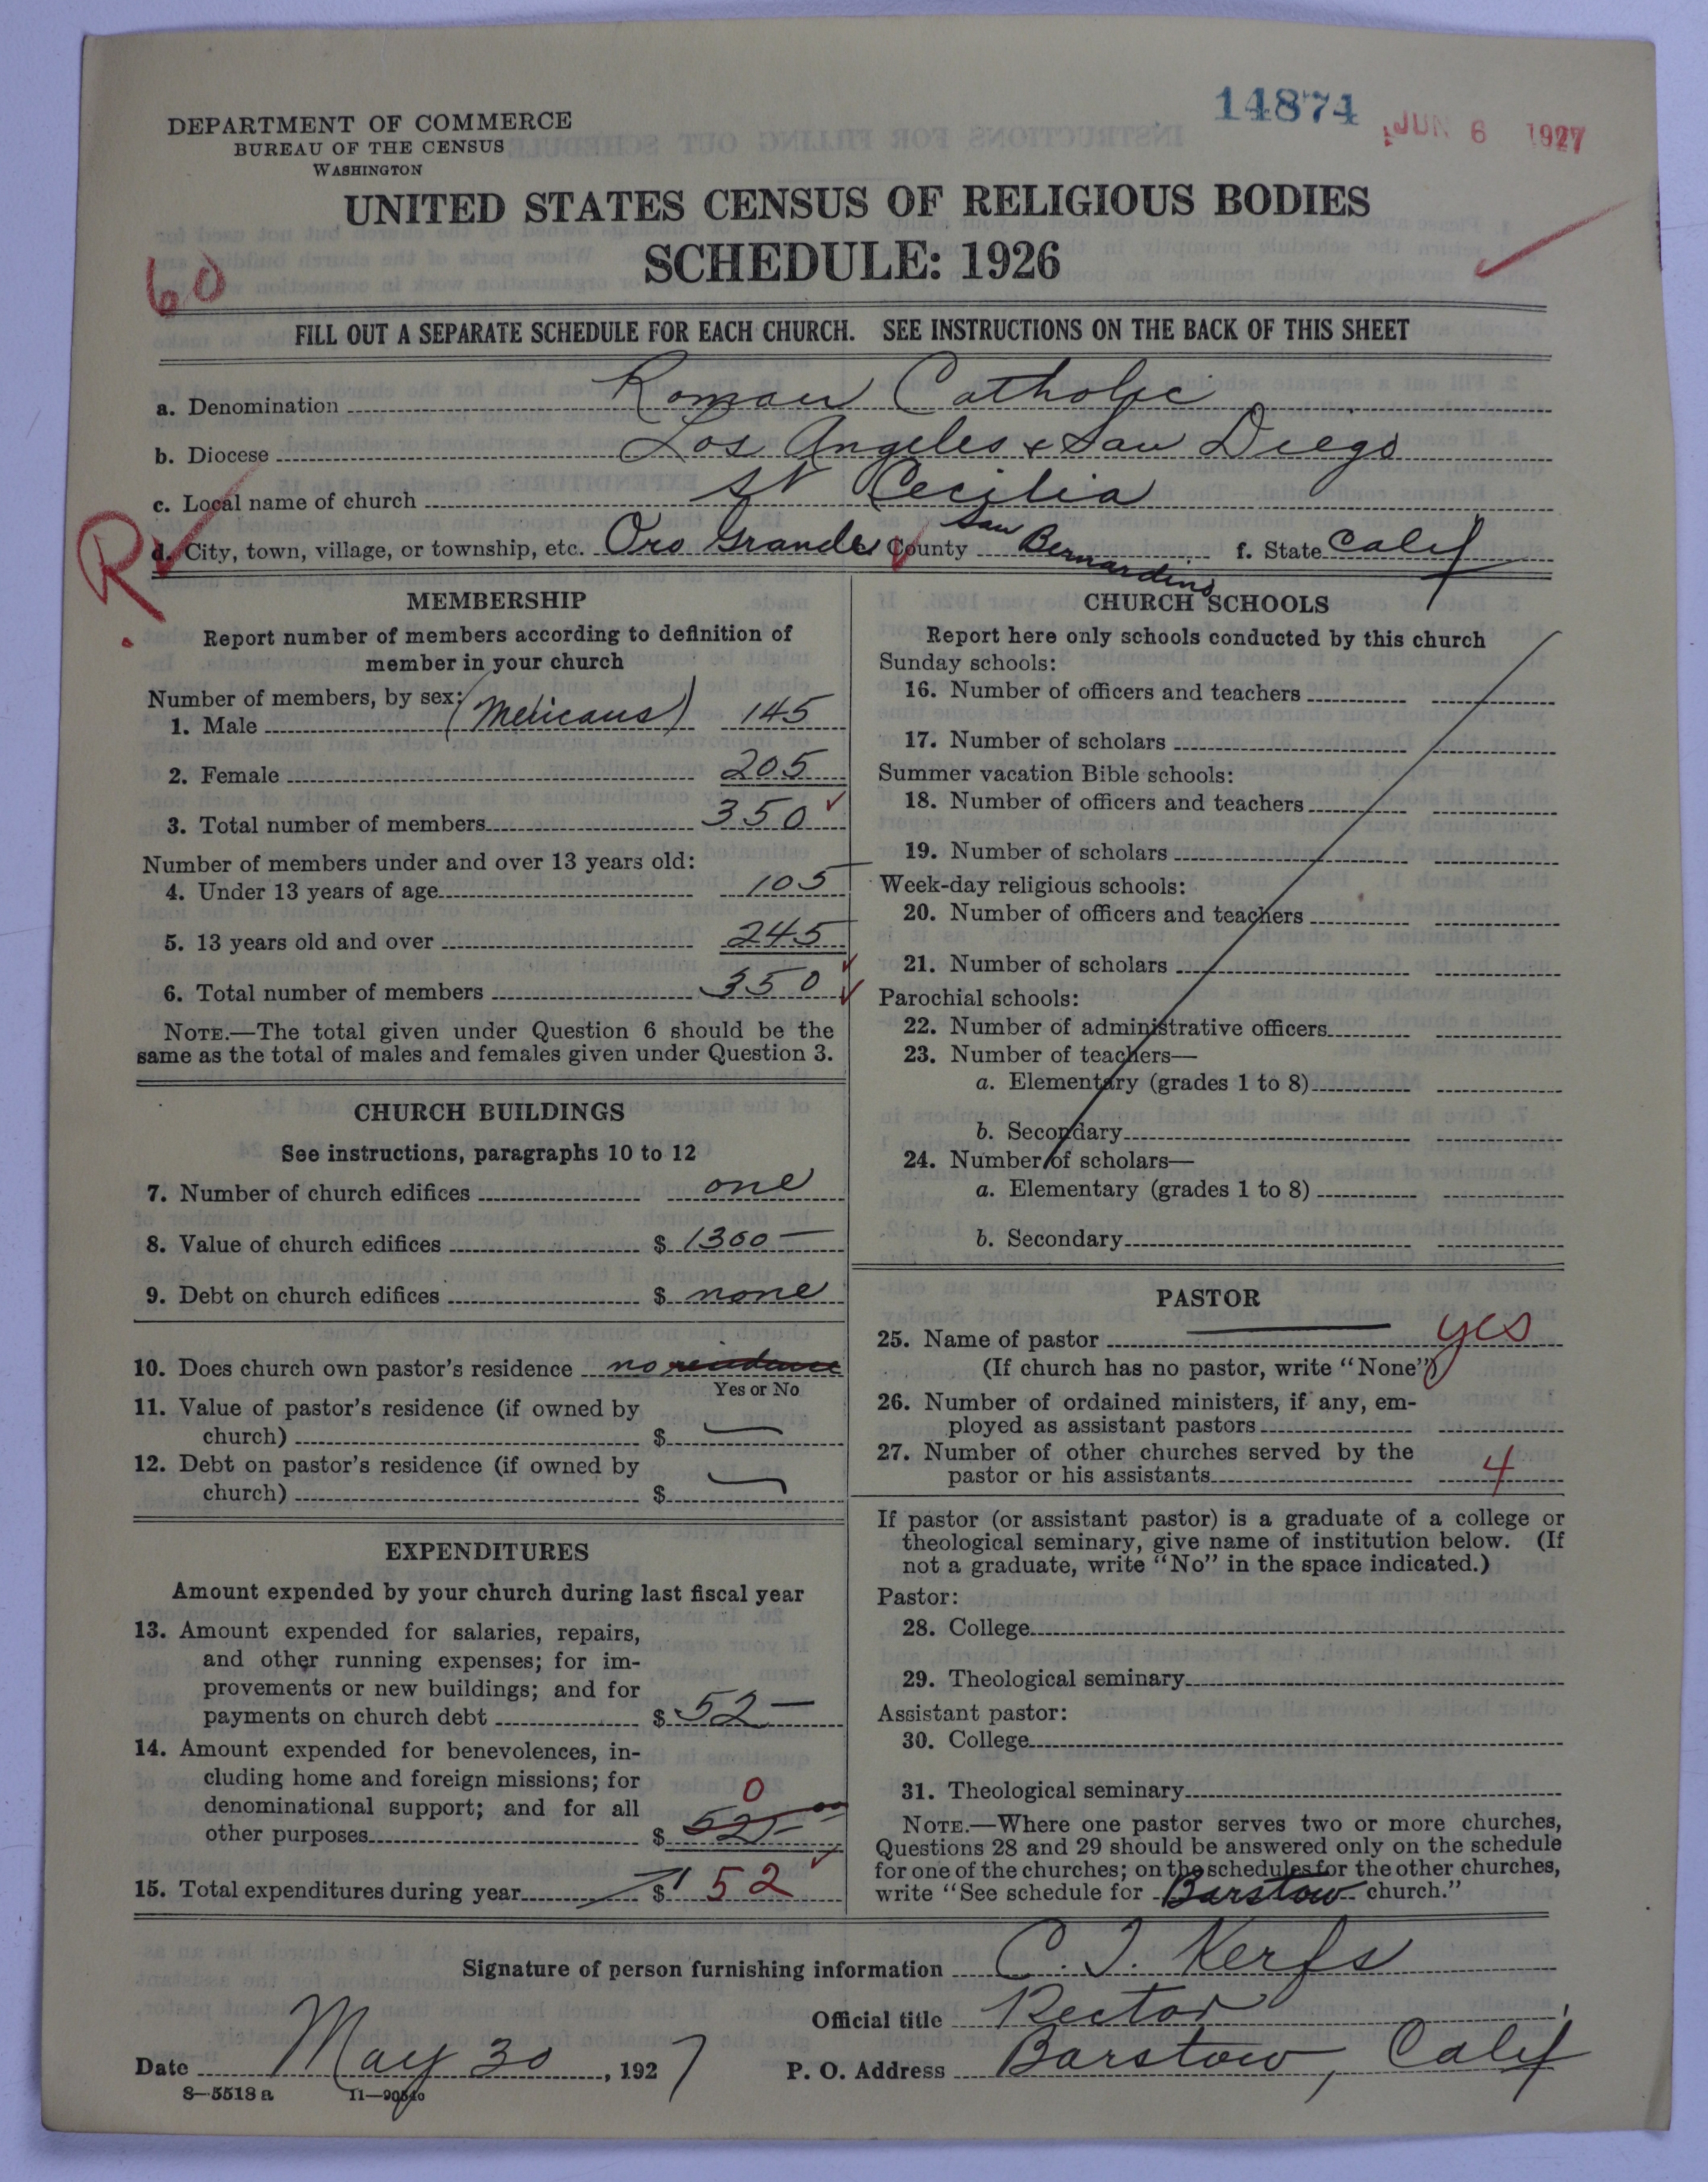 14874
JUN 6 1927
DEPARTMENT OF COMMERCE
BUREAU OF THE CENSUS
WASHINGTON
UNITED STATES CENSUS OF RELIGIOUS BODIES
SCHEDULE: 1926
60
FILL OUT A SEPARATE SCHEDULE FOR EACH CHURCH. SEE INSTRUCTIONS ON THE BACK OF THIS SHEET
a. Denomination Roman Catholic
b. Diocese Los Angeles & San Diego
c. Local name of church St Cecilia
R
d. City, town, village, or township, etc. Oro Grande County San Bernardino f. State Calif
MEMBERSHIP
Report number of members according to definition of
member in your church
Number of members, by sex:
1. Male (Mexicans) 145
2. Female 205
3. Total number of members 350
Number of members under and over 13 years old:
4. Under 13 years of age 105
5. 13 years old and over 245
6. Total number of members 350
NOTE.—The total given under Question 6 should be the
same as the total of males and females given under Question 3.
CHURCH BUILDINGS
See instructions, paragraphs 10 to 12
7. Number of church edifices one
8. Value of church edifices $ 1300 —
9. Debt on church edifices $ none
10. Does church own pastor's residence no residence
Yes or No
11. Value of pastor's residence (if owned by
church) $ —
12. Debt on pastor's residence (if owned by
church) $ —
EXPENDITURES
Amount expended by your church during last fiscal year
13. Amount expended for salaries, repairs,
and other running expenses; for im-
provements or new buildings; and for
payments on church debt $ 52 —
14. Amount expended for benevolences, in-
cluding home and foreign missions; for
denominational support; and for all 0
other purposes $ 52 —
15. Total expenditures during year $ 52
CHURCH SCHOOLS
Report here only schools conducted by this church
Sunday schools:
16. Number of officers and teachers
17. Number of scholars
Summer vacation Bible schools:
18. Number of officers and teachers
19. Number of scholars
Week-day religious schools:
20. Number of officers and teachers
21. Number of scholars
Parochial schools:
22. Number of administrative officers
23. Number of teachers—
a. Elementary (grades 1 to 8)
b. Secondary
24. Number of scholars—
a. Elementary (grades 1 to 8)
b. Secondary
PASTOR
25. Name of pastor — yes
(If church has no pastor, write "None")
26. Number of ordained ministers, if any, em-
ployed as assistant pastors
27. Number of other churches served by the
pastor or his assistants 4
If pastor (or assistant pastor) is a graduate of a college or
theological seminary, give name of institution below. (If
not a graduate, write "No" in the space indicated.)
Pastor:
28. College
29. Theological seminary
Assistant pastor:
30. College
31. Theological seminary
NOTE.—Where one pastor serves two or more churches,
Questions 28 and 29 should be answered only on the schedule
for one of the churches; on the schedules for the other churches,
write "See schedule for Barstow church."
Signature of person furnishing information C. J. Kerfs
Official title Rector
Date May 30, 1927 P. O. Address Barstow, Calif
8—5518 a 11—90540